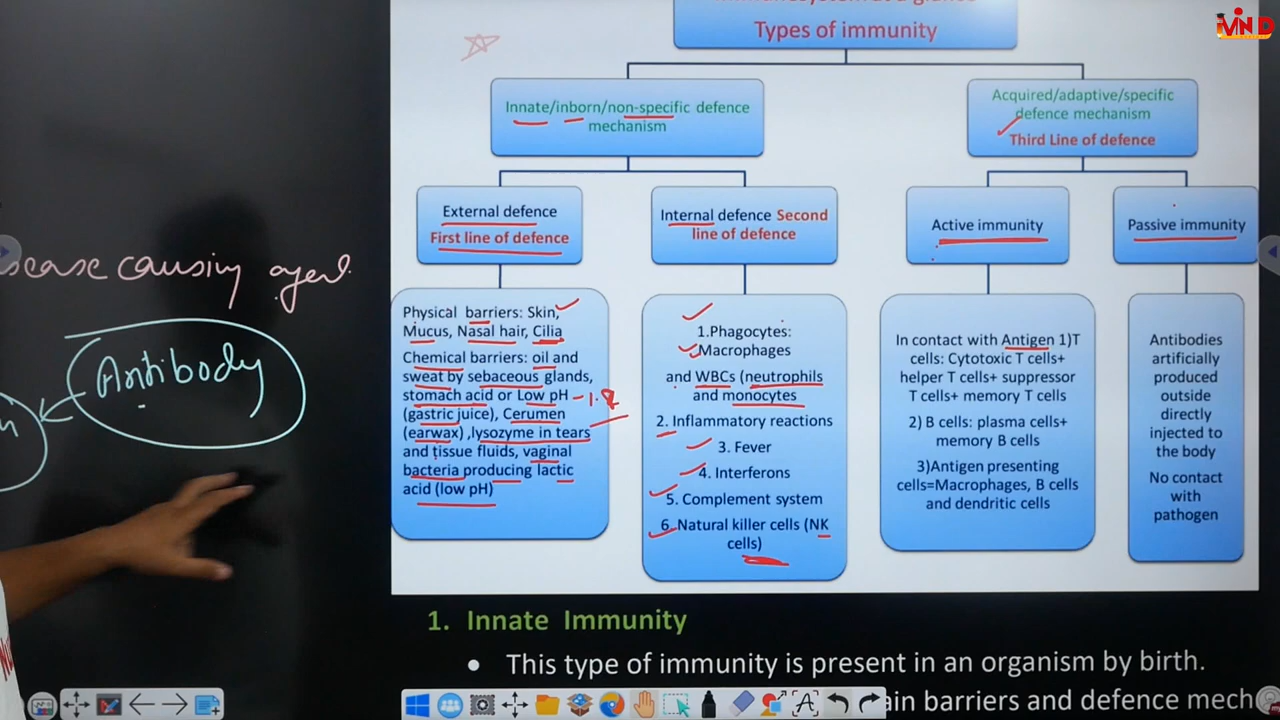 Types of immunity
Innate/inborn/non-specific defence
mechanism
Acquired/adaptive/specific
defence mechanism
Third Line of defence
External defence
First line of defence
Internal defence Second
line of defence
Active immunity
Passive immunity
Physical barriers: Skin,
Mucus, Nasal hair, Cilia
Chemical barriers: oil and
sweat by sebaceous glands,
stomach acid or Low pH
(gastric juice), Cerumen
(earwax) ,lysozyme in tears
and tissue fluids, vaginal
bacteria producing lactic
acid (low pH)
1.Phagocytes:
Macrophages
and WBCs (neutrophils
and monocytes
2. Inflammatory reactions
3. Fever
4. Interferons
5. Complement system
6. Natural killer cells (NK
cells)
In contact with Antigen 1)T
cells: Cytotoxic T cells+
helper T cells+ suppressor
T cells+ memory T cells
2) B cells: plasma cells+
memory B cells
3)Antigen presenting
cells=Macrophages, B cells
and dendritic cells
Antibodies
artificially
produced
outside
directly
injected to
the body
No contact
with
pathogen
causing agent
Antibody
1. Innate Immunity
• This type of immunity is present in an organism by birth.
barriers and defence
MIND